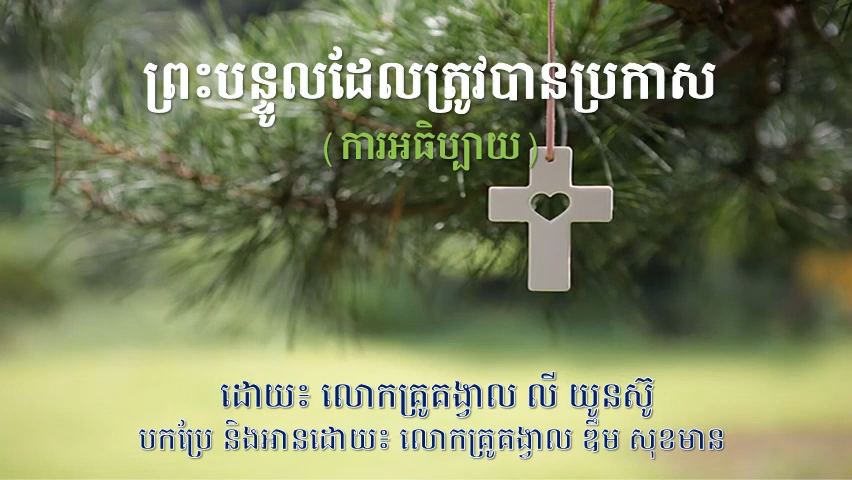 ព្រះបន្ទូលដែលត្រូវបានប្រកាស
(ការអធិប្បាយ)
ដោយ៖ លោកគ្រូគង្វាល លី យូនស៊ូ
បកប្រែ និងអានដោយ៖ លោកគ្រូគង្វាល ឌឹម សុខមាន